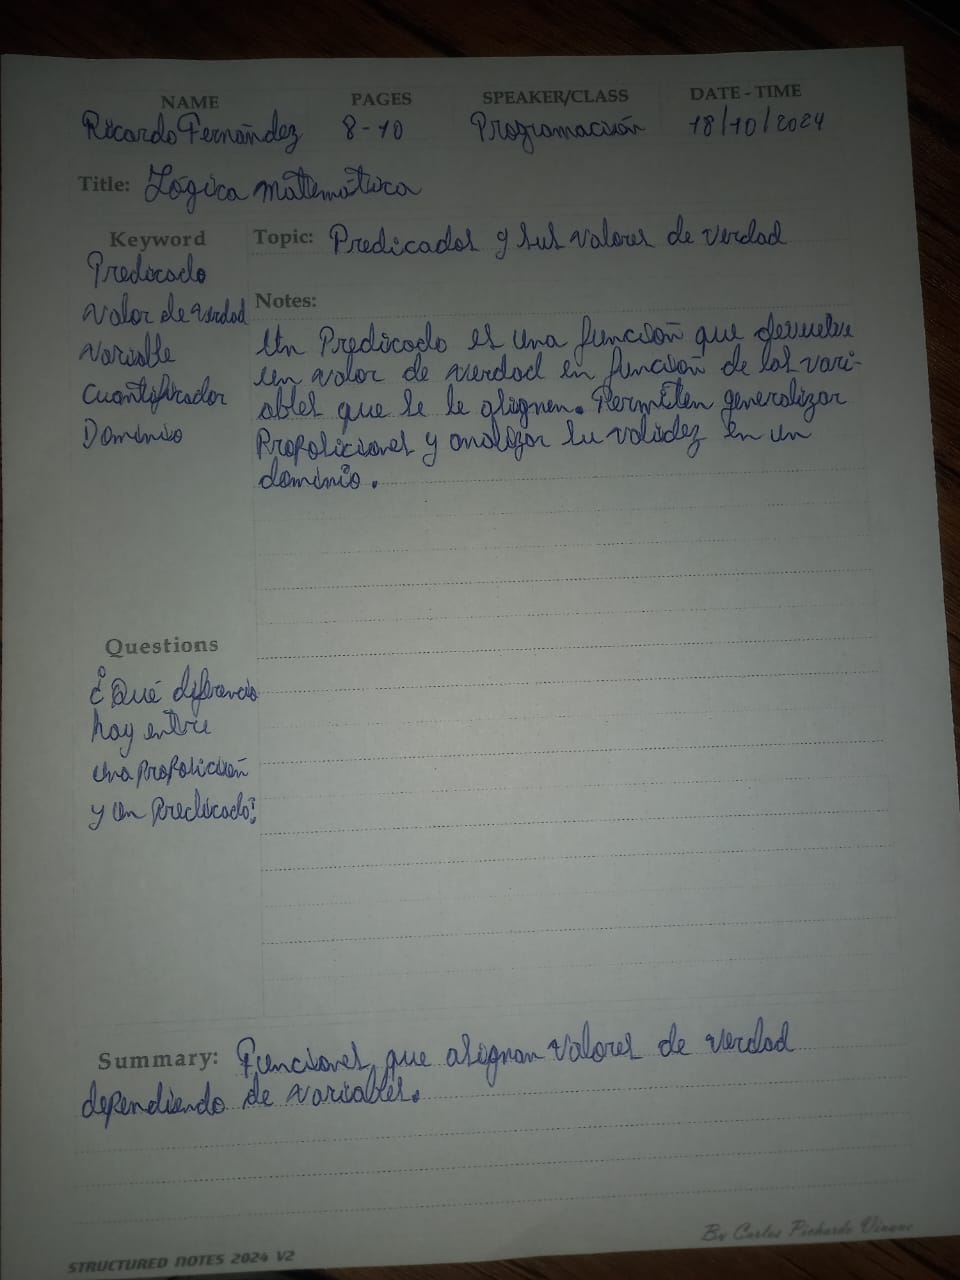 NAME PAGES SPEAKER/CLASS DATE - TIME
Ricardo Fernández 8-10 Programación 18/10/2024
Title: Lógica matemática
Keyword
Predicado
Valor de verdad
Variable
Cuantificador
Dominio
Topic: Predicados y sus valores de verdad
Notes:
Un Predicado es una función que devuelve
un valor de verdad en función de las vari-
ables que se le asignen. Permiten generalizar
Proposiciones y analizar su validez en un
dominio.
Questions
¿Qué diferencia
hay entre
una proposición
y un Predicado?
Summary: Funciones que asignan valores de verdad
dependiendo de variables.
STRUCTURED NOTES 2024 V2
By Carlos Pichardo Viuque